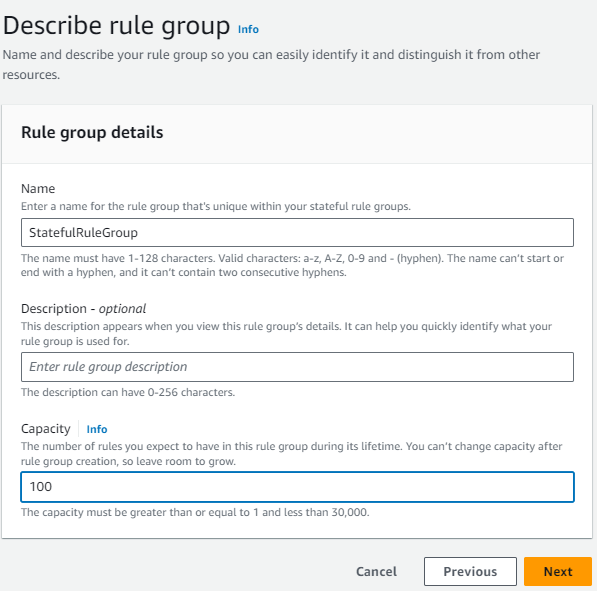 Describe rule group Info
Name and describe your rule group so you can easily identify it and distinguish it from other
resources.
Rule group details
Name
Enter a name for the rule group that's unique within your stateful rule groups.
StatefulRuleGroup
The name must have 1-128 characters. Valid characters: a-z, A-Z, 0-9 and - (hyphen). The name can't start or
end with a hyphen, and it can't contain two consecutive hyphens.
Description - optional
This description appears when you view this rule group's details. It can help you quickly identify what your
rule group is used for.
Enter rule group description
The description can have 0-256 characters.
Capacity Info
The number of rules you expect to have in this rule group during its lifetime. You can't change capacity after
rule group creation, so leave room to grow.
100
The capacity must be greater than or equal to 1 and less than 30,000.
Cancel Previous Next